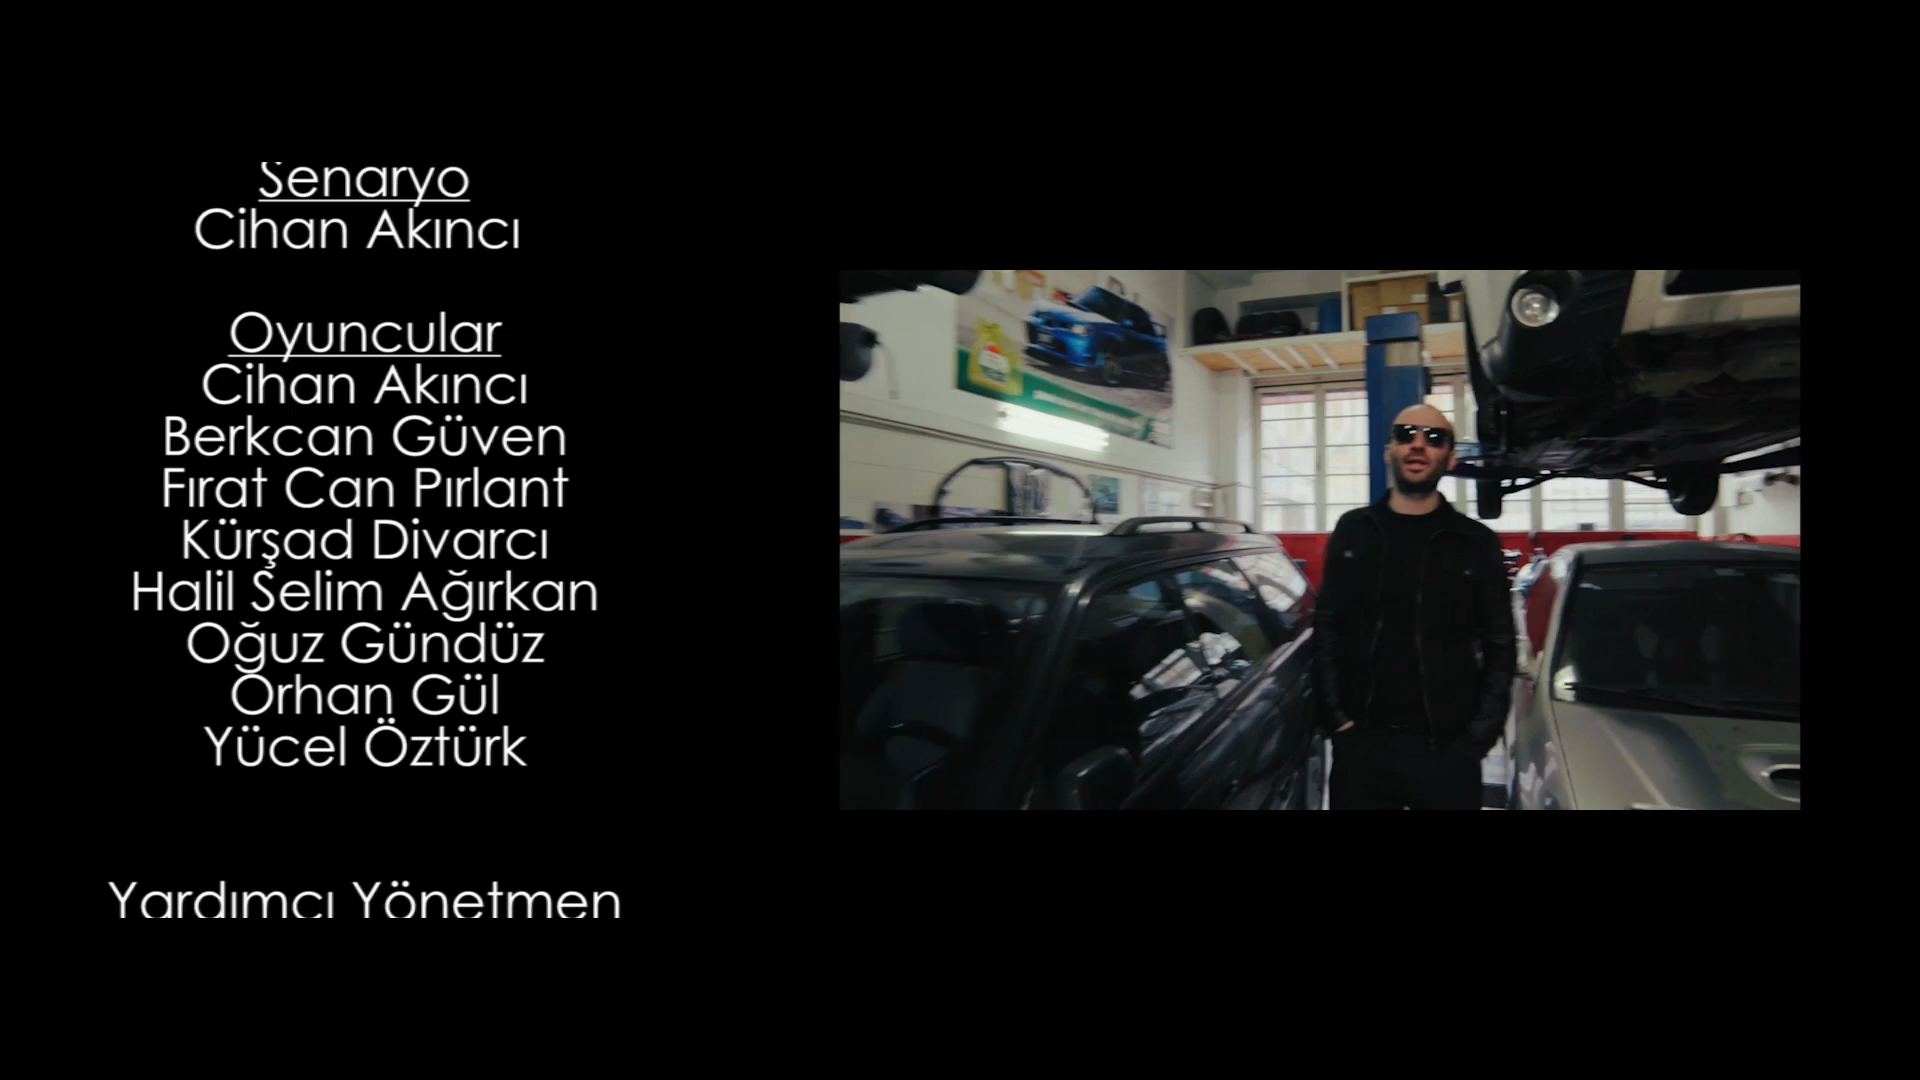 Senaryo
Cihan Akıncı
Oyuncular
Cihan Akıncı
Berkcan Güven
Fırat Can Pırlant
Kürşad Divarcı
Halil Selim Ağırkan
Oğuz Gündüz
Orhan Gül
Yücel Öztürk
Yardımcı Yönetmen